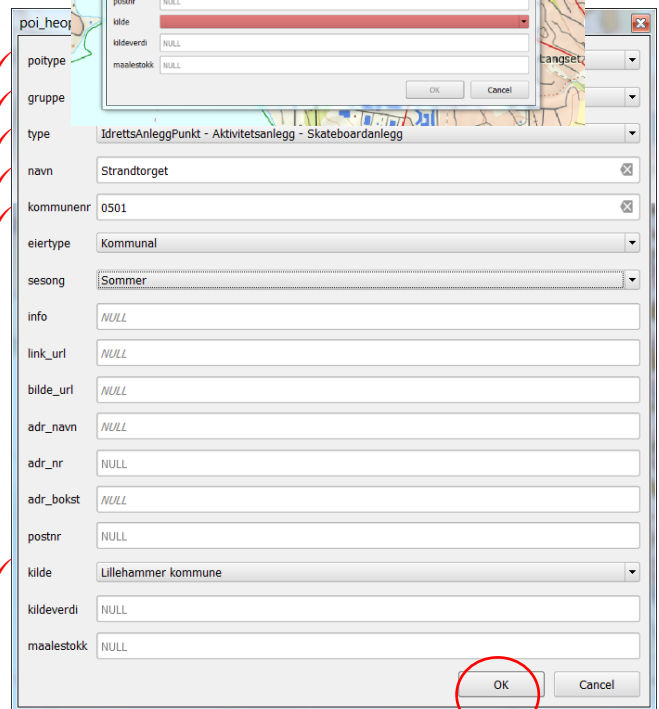 poi_heop
postnr NULL
kilde
kildeverdi NULL
maalestokk NULL
OK Cancel
poitype
gruppe
type IdrettsAnleggPunkt - Aktivitetsanlegg - Skateboardanlegg
navn Strandtorget
kommunenr 0501
eiertype Kommunal
sesong Sommer
info NULL
link_url NULL
bilde_url NULL
adr_navn NULL
adr_nr NULL
adr_bokst NULL
postnr NULL
kilde Lillehammer kommune
kildeverdi NULL
maalestokk NULL
OK Cancel